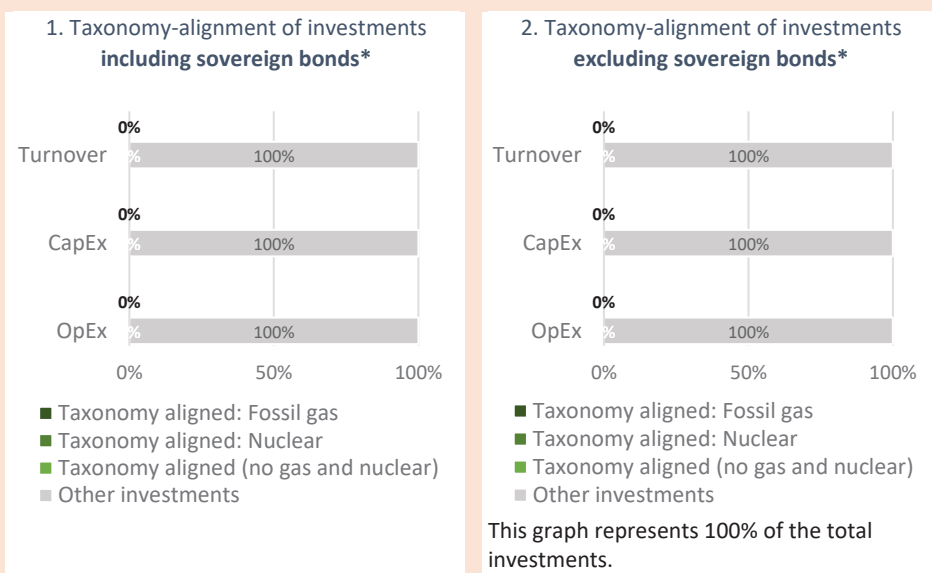 1. Taxonomy-alignment of investments
including sovereign bonds*
0%
Turnover % 100%
0%
CapEx % 100%
0%
OpEx % 100%
0% 50% 100%
Taxonomy aligned: Fossil gas
Taxonomy aligned: Nuclear
Taxonomy aligned (no gas and nuclear)
Other investments
2. Taxonomy-alignment of investments
excluding sovereign bonds*
0%
Turnover % 100%
0%
CapEx % 100%
0%
OpEx % 100%
0% 50% 100%
Taxonomy aligned: Fossil gas
Taxonomy aligned: Nuclear
Taxonomy aligned (no gas and nuclear)
Other investments
This graph represents 100% of the total
investments.